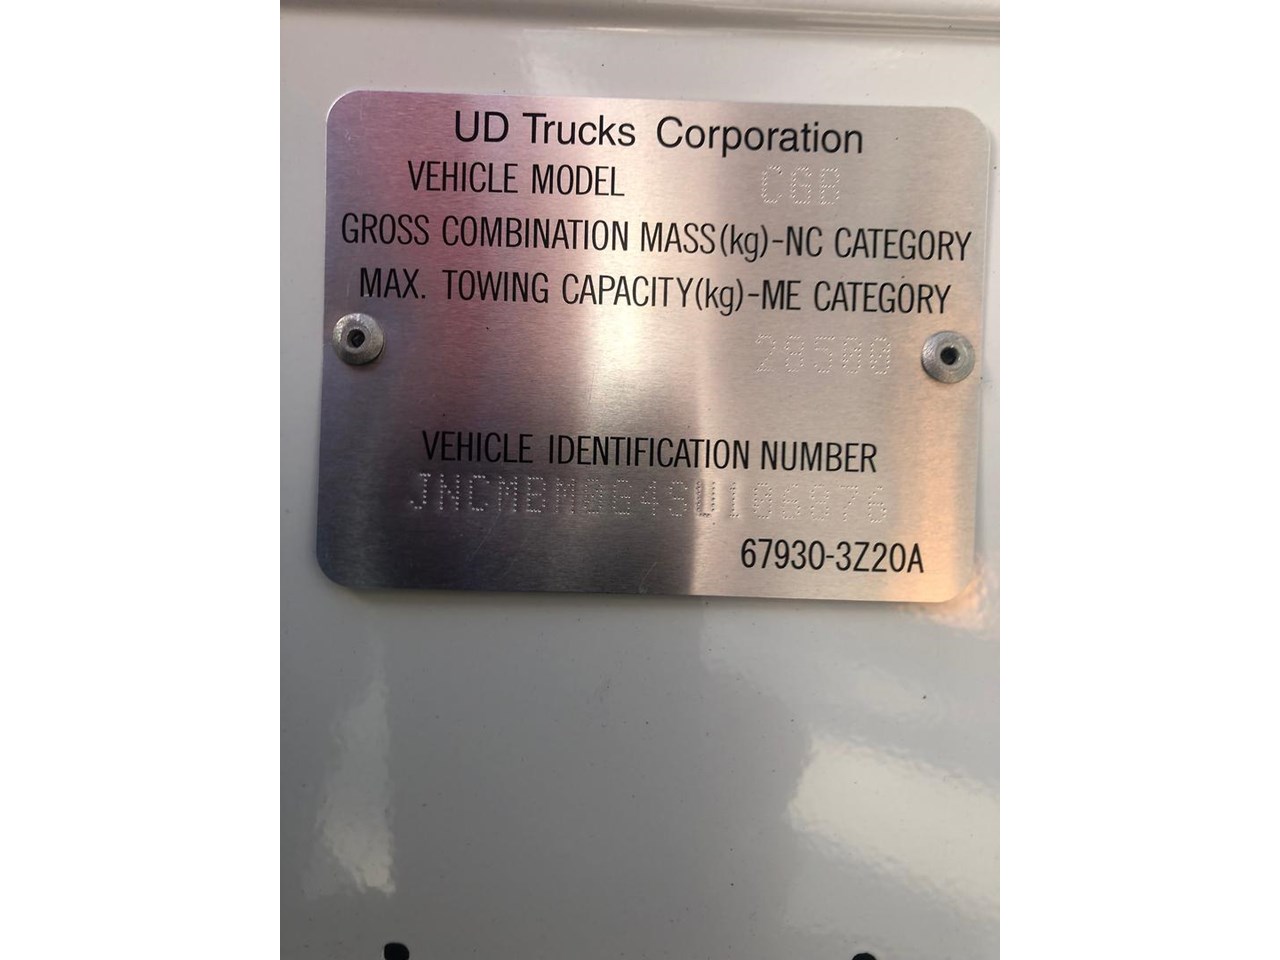 UD Trucks Corporation
VEHICLE MODEL CGB
GROSS COMBINATION MASS(kg)-NC CATEGORY
MAX. TOWING CAPACITY(kg)-ME CATEGORY
28500
VEHICLE IDENTIFICATION NUMBER
67930-3Z20A